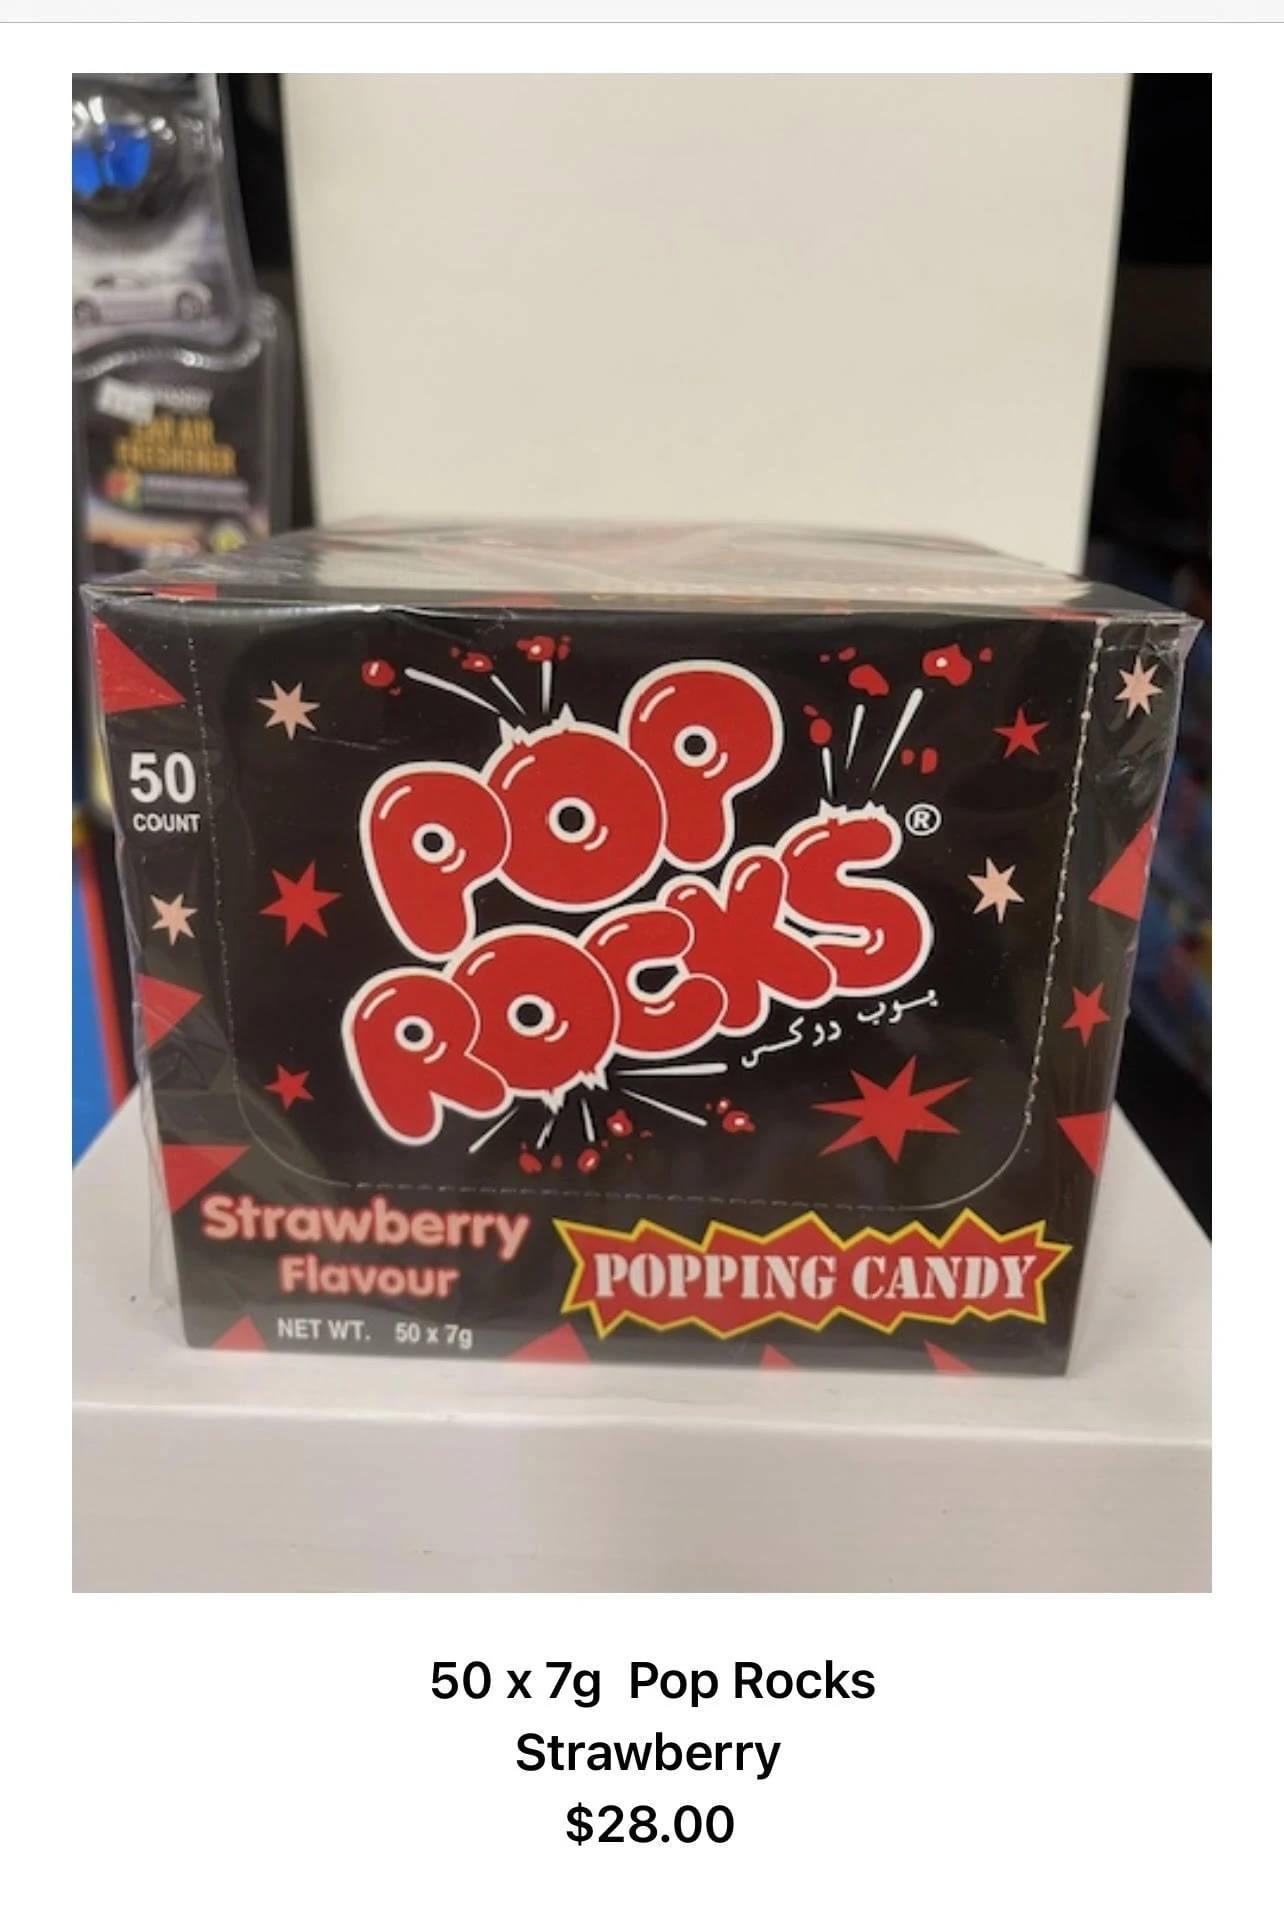 50
COUNT
POP
ROCKS®
بوب روكس
Strawberry
Flavour
NET WT. 50 x 7g
POPPING CANDY
FRESHENER
50 x 7g Pop Rocks
Strawberry
$28.00